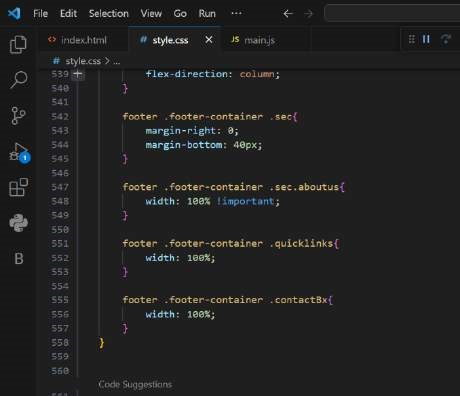 File Edit Selection View Go Run ···
index.html # style.css × JS main.js
# style.css > ...
539 flex-direction: column;
540 }
541
542 footer .footer-container .sec{
543 margin-right: 0;
544 margin-bottom: 40px;
545 }
546
547 footer .footer-container .sec.aboutus{
548 width: 100% !important;
549 }
550
551 footer .footer-container .quicklinks{
552 width: 100%;
553 }
554
555 footer .footer-container .contactBx{
556 width: 100%;
557 }
558 }
559
560
Code Suggestions
1
B